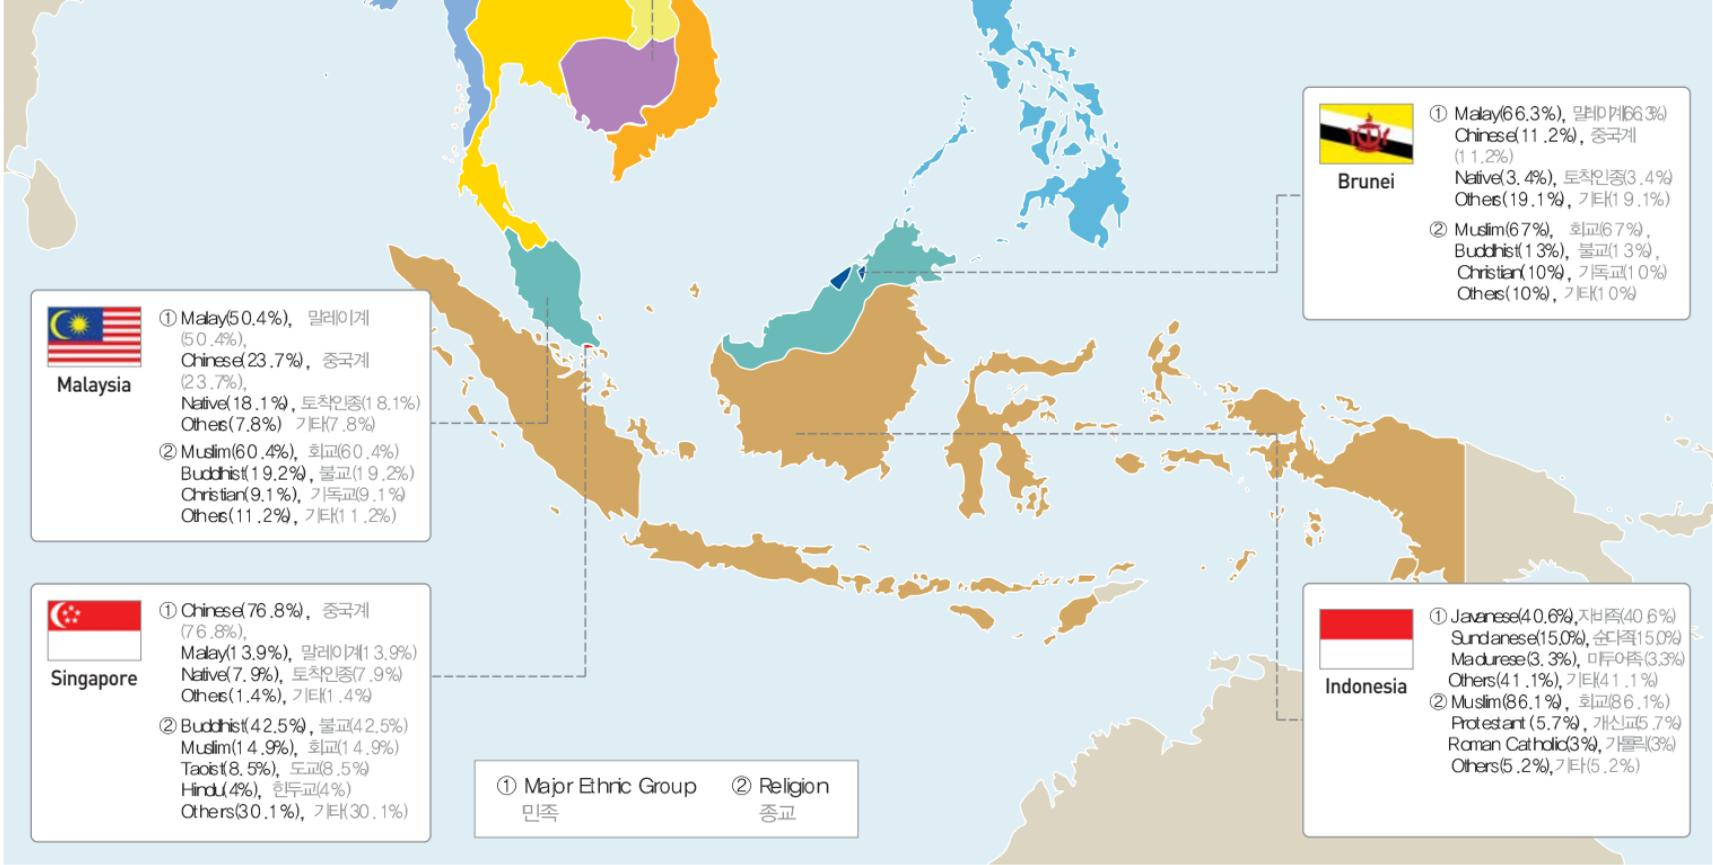 ① Malay(66.3%), 말레이계(66.3%)
Chinese(11.2%), 중국계
(11.2%)
Native(3.4%), 토착인종(3.4%)
Others(19.1%), 기타(19.1%)
② Muslim(67%), 회교(67%),
Buddhist(13%), 불교(13%),
Christian(10%), 기독교(10%)
Others(10%), 기타(10%)
Brunei
① Malay(50.4%), 말레이계
(50.4%),
Chinese(23.7%), 중국계
(23.7%),
Native(18.1%), 토착인종(18.1%)
Others(7.8%) 기타(7.8%)
② Muslim(60.4%), 회교(60.4%)
Buddhist(19.2%), 불교(19.2%)
Christian(9.1%), 기독교(9.1%)
Others(11.2%), 기타(11.2%)
Malaysia
① Chinese(76.8%), 중국계
(76.8%),
Malay(13.9%), 말레이계(13.9%)
Native(7.9%), 토착인종(7.9%)
Others(1.4%), 기타(1.4%)
② Buddhist(42.5%), 불교(42.5%)
Muslim(14.9%), 회교(14.9%)
Taoist(8.5%), 도교(8.5%)
Hindu(4%), 힌두교(4%)
Others(30.1%), 기타(30.1%)
Singapore
① Javanese(40.6%),자바족(40.6%)
Sundanese(15.0%), 순다족(15.0%)
Madurese(3.3%), 마두어족(3.3%)
Others(41.1%), 기타(41.1%)
② Muslim(86.1%), 회교(86.1%)
Protestant (5.7%), 개신교(5.7%)
Roman Catholic(3%), 가톨릭(3%)
Others(5.2%),기타(5.2%)
Indonesia
① Major Ethnic Group ② Religion
민족 종교